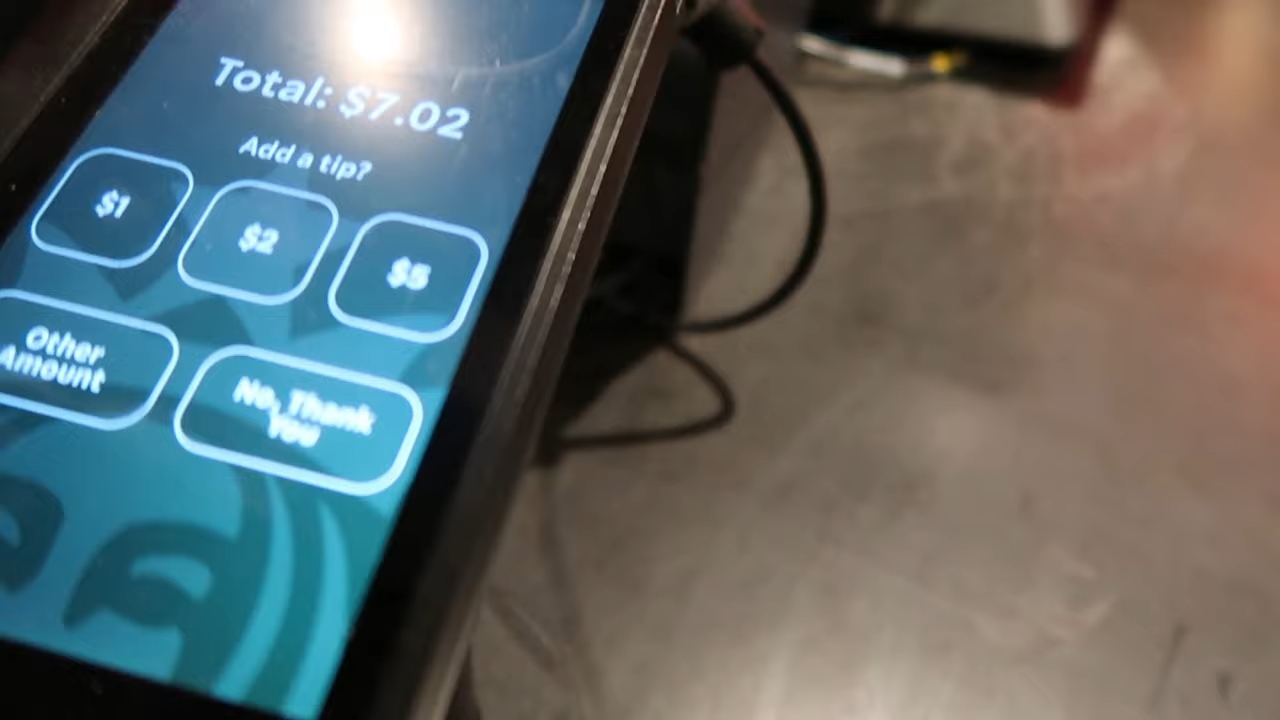 Total: $7.02
Add a tip?
$1
$2
$5
Other
Amount
No, Thank
You